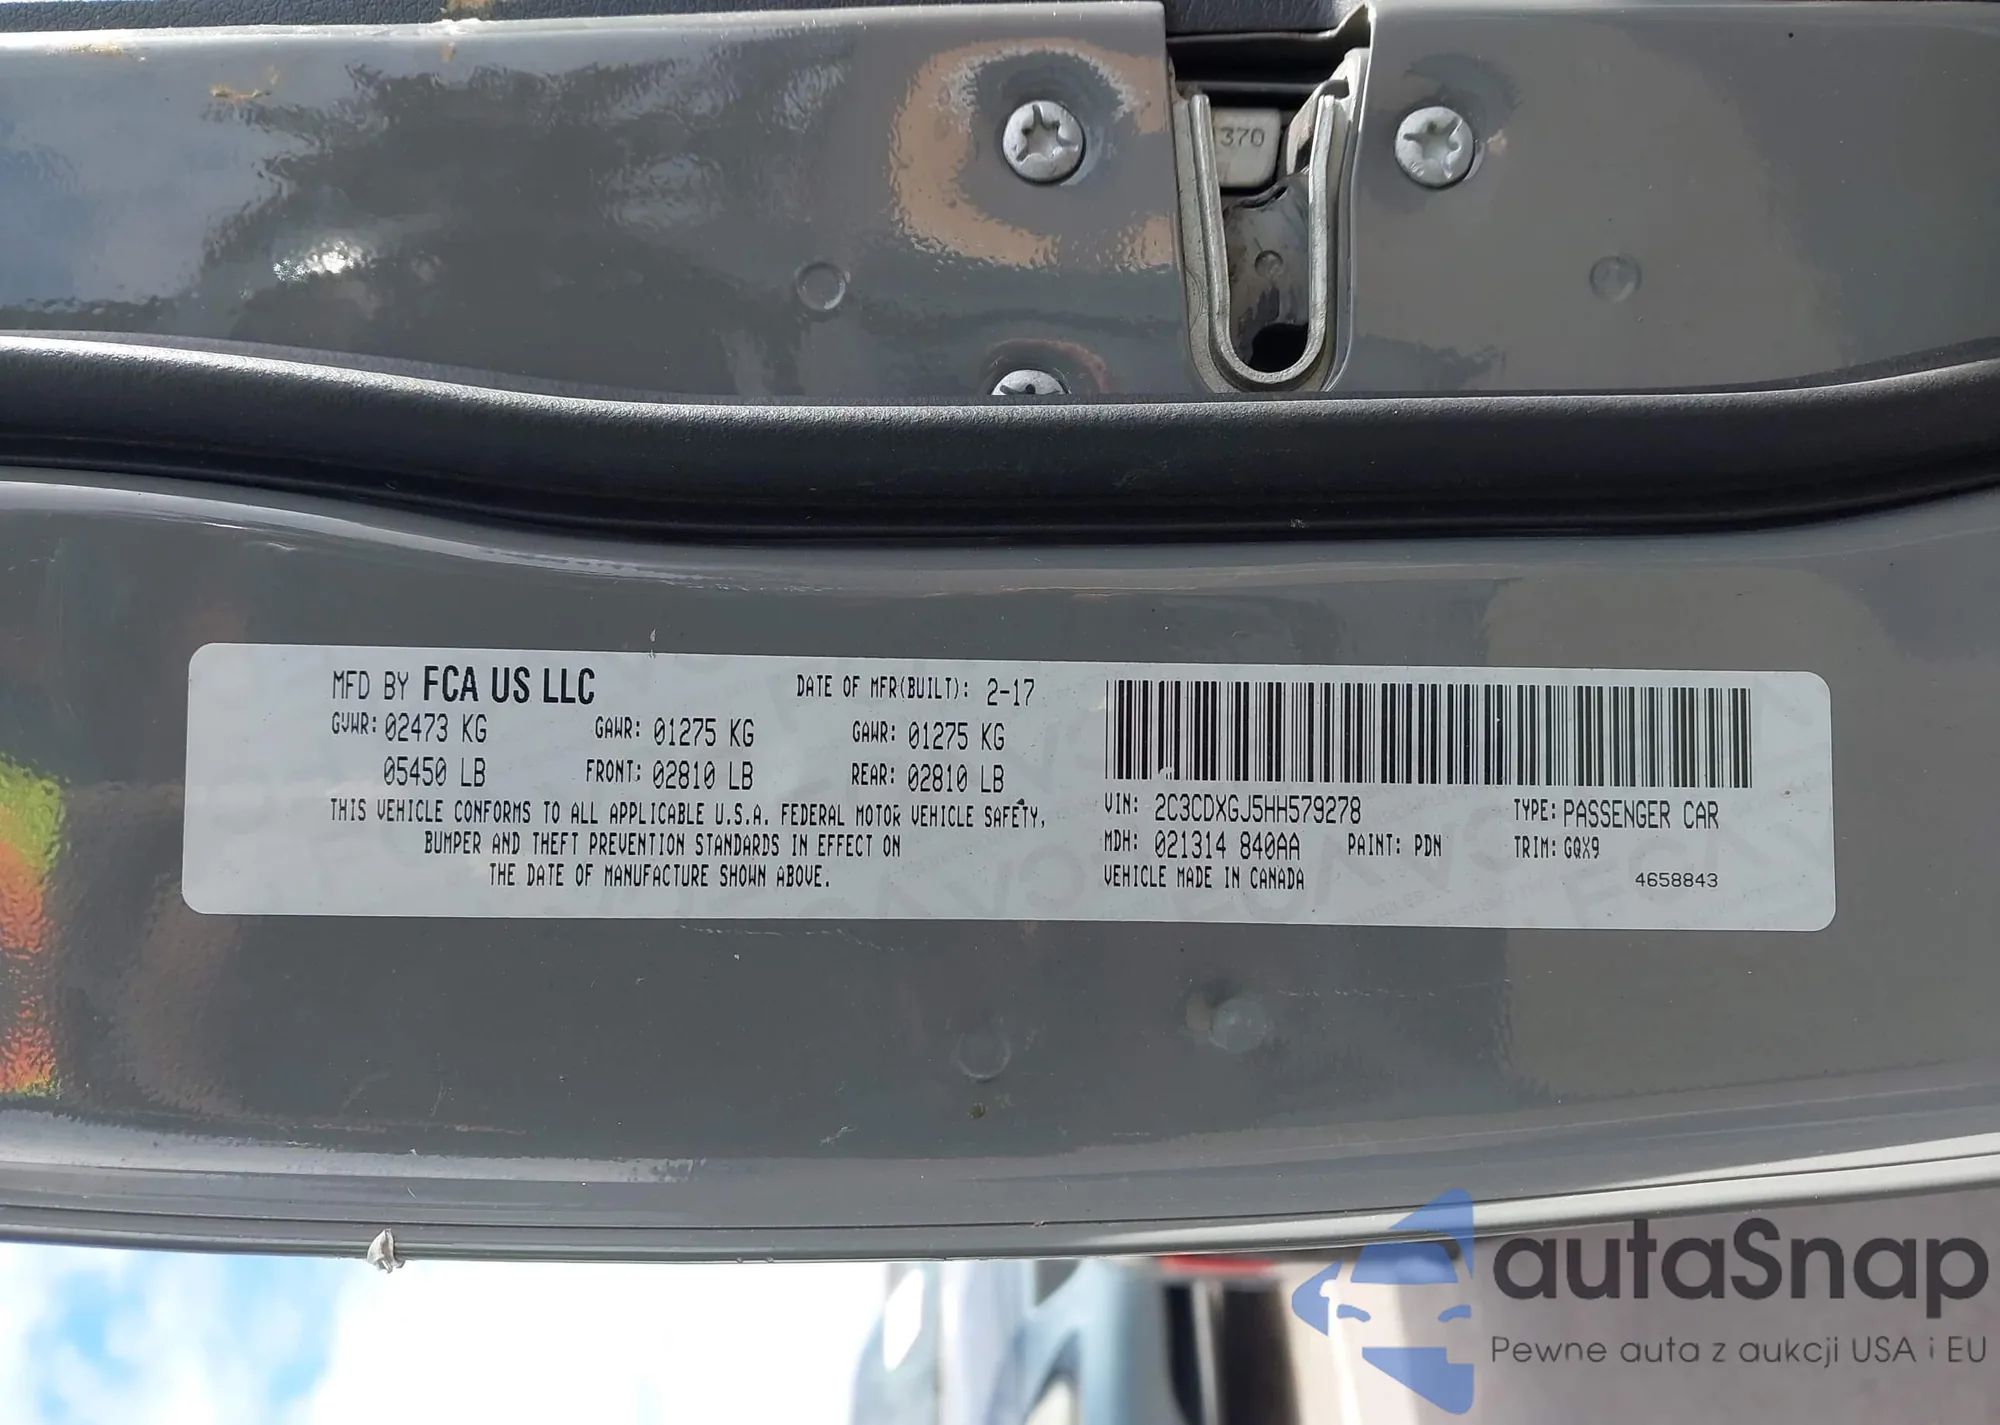 370
MFD BY FCA US LLC DATE OF MFR(BUILT): 2-17
GVWR: 02473 KG GAWR: 01275 KG GAWR: 01275 KG
05450 LB FRONT: 02810 LB REAR: 02810 LB
THIS VEHICLE CONFORMS TO ALL APPLICABLE U.S.A. FEDERAL MOTOR VEHICLE SAFETY,
BUMPER AND THEFT PREVENTION STANDARDS IN EFFECT ON
THE DATE OF MANUFACTURE SHOWN ABOVE.
VIN: 2C3CDXGJ5HH579278 TYPE: PASSENGER CAR
MDH: 021314 840AA PAINT: PDN TRIM: GQX9
VEHICLE MADE IN CANADA 4658843
autoSnap
Pewne auta z aukcji USA i EU